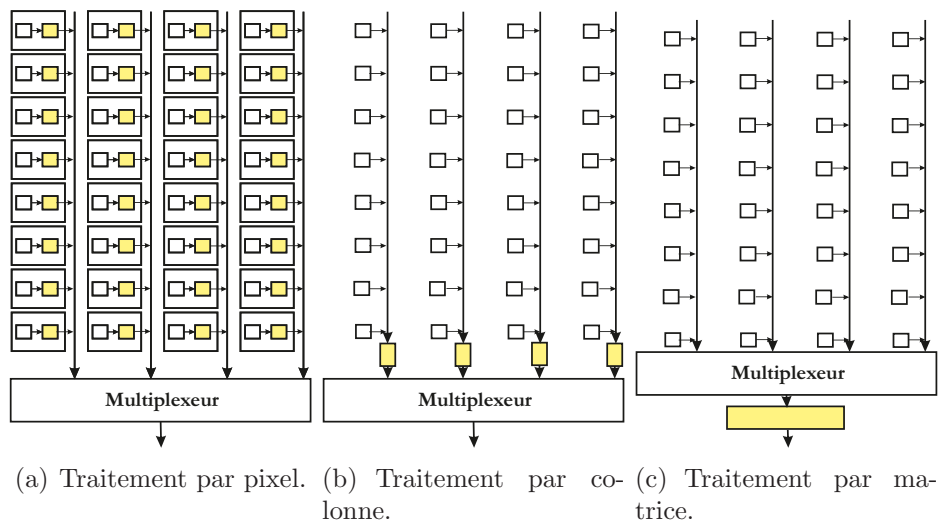 Multiplexeur
Multiplexeur
Multiplexeur
(a) Traitement par pixel.
(b) Traitement par co-
lonne.
(c) Traitement par ma-
trice.